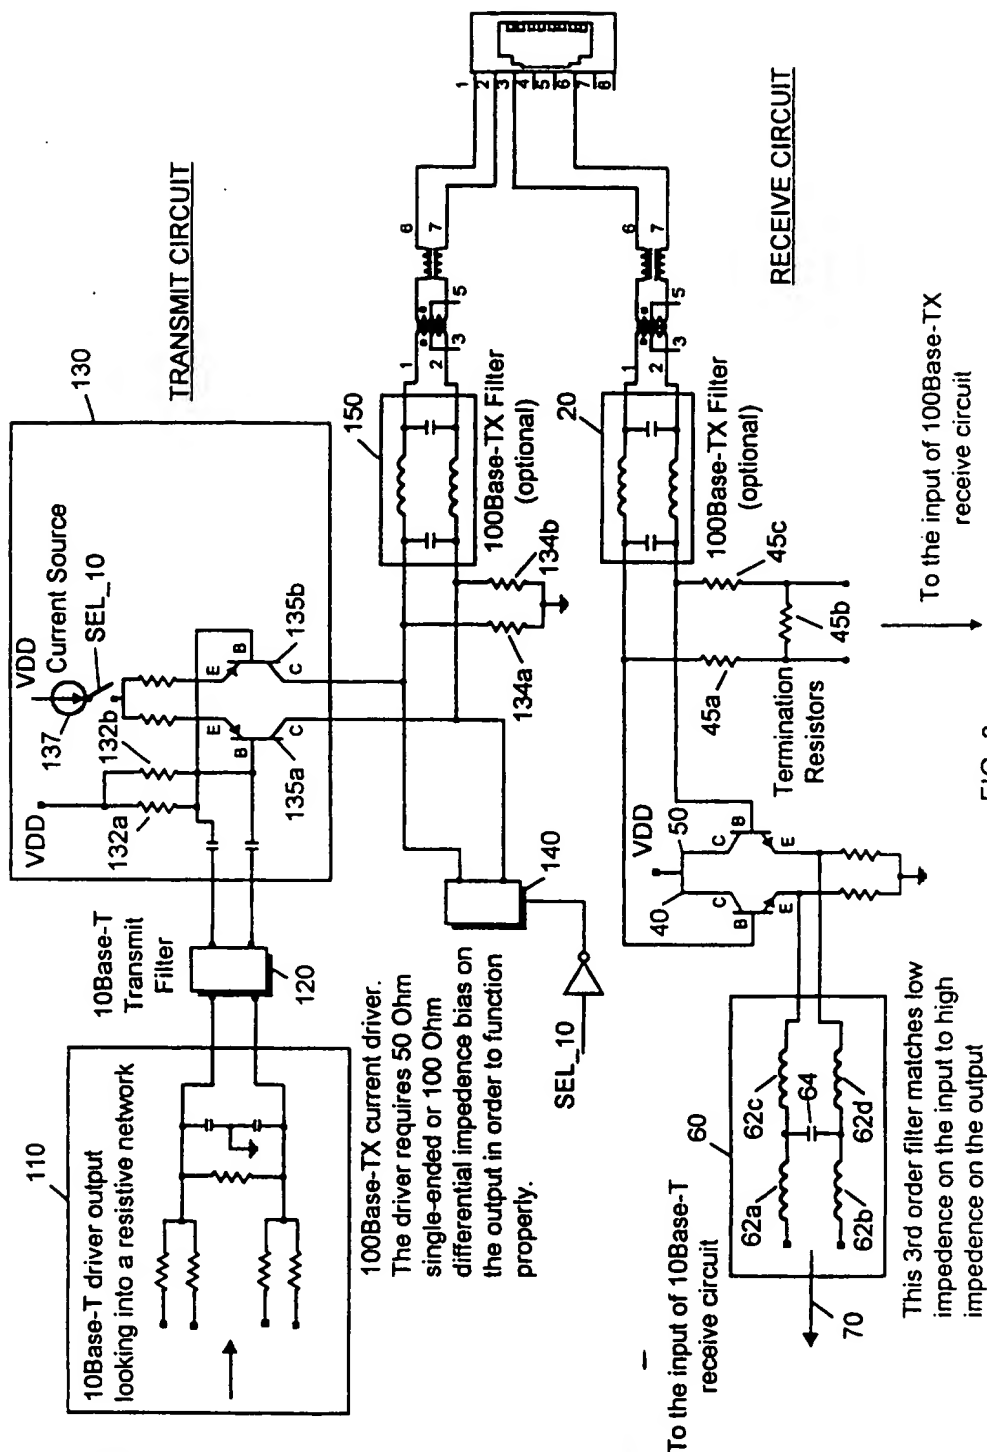 TRANSMIT CIRCUIT
130
VDD
Current Source
SEL_10
137
132b
VDD
132a
E
E
B
B
C
C
135a
135b
10Base-T
Transmit
Filter
120
110
10Base-T driver output
looking into a resistive network
100Base-TX current driver.
The driver requires 50 Ohm
single-ended or 100 Ohm
differential impedence bias on
the output in order to function
properly.
140
SEL_10
150
100Base-TX Filter
(optional)
134b
134a
1
2
3
5
6
7
1
2
3
4
5
6
7
8
RECEIVE CIRCUIT
1
2
3
5
6
7
20
100Base-TX Filter
(optional)
45c
45b
45a
Termination
Resistors
To the input of 100Base-TX
receive circuit
VDD
40
50
C
C
B
B
E
E
60
62c
64
62d
62a
62b
70
To the input of 10Base-T
receive circuit
This 3rd order filter matches low
impedence on the input to high
impedence on the output